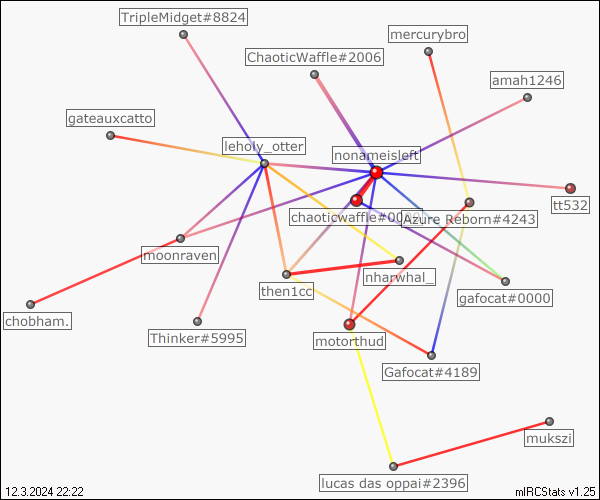 TripleMidget#8824
mercurybro
ChaoticWaffle#2006
amah1246
gateauxcatto
leholy_otter
nonameisleft
tt532
chaoticwaffle#0000
Azure Reborn#4243
moonraven
nharwhal_
then1cc
gafocat#0000
chobham.
Thinker#5995
motorthud
Gafocat#4189
mukszi
lucas das oppai#2396
12.3.2024 22:22
mIRCStats v1.25